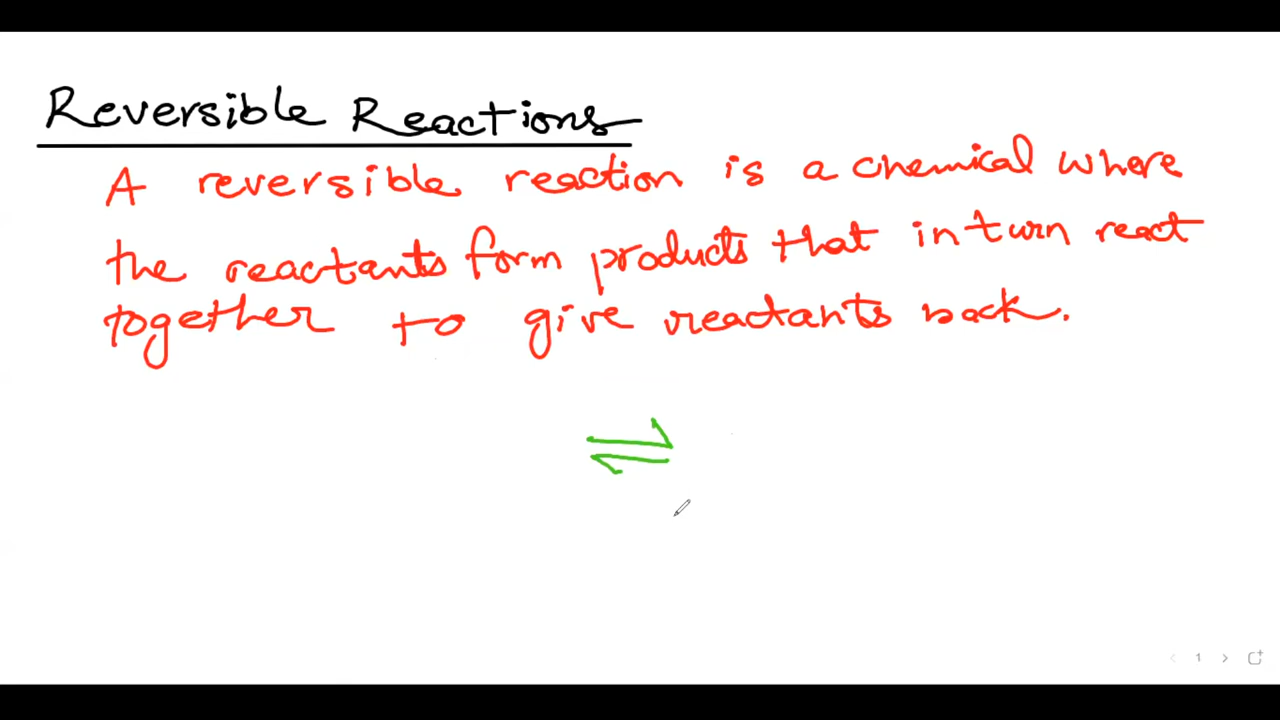 Reversible Reactions
A reversible reaction is a chemical where
the reactants form products that in turn react
together to give reactants back.
⇌
1